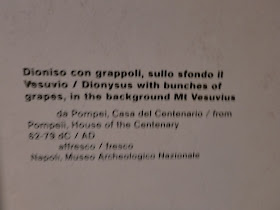 Dioniso con grappoli, sullo sfondo il
Vesuvio / Dionysus with bunches of
grapes, in the background Mt Vesuvius
da Pompei, Casa del Centenario / from
Pompeii, House of the Centenary
62-79 dC / AD
affresco / fresco
Napoli, Museo Archeologico Nazionale